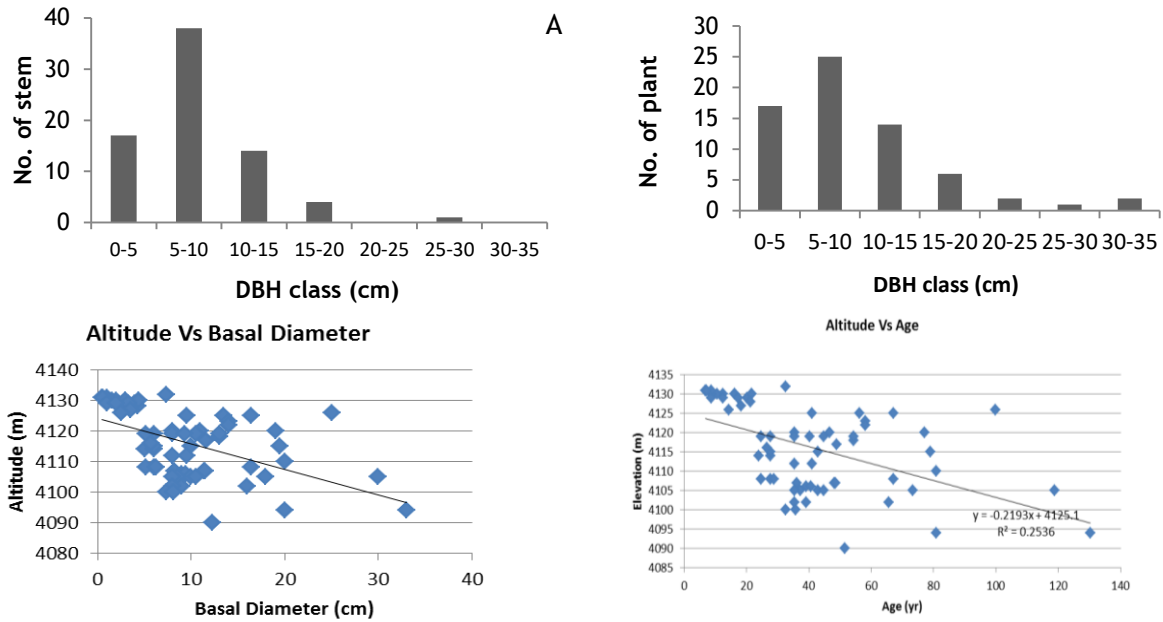 A
No. of stem
40
30
20
10
0
0-5 5-10 10-15 15-20 20-25 25-30 30-35
DBH class (cm)
No. of plant
30
25
20
15
10
5
0
0-5 5-10 10-15 15-20 20-25 25-30 30-35
DBH class (cm)
Altitude Vs Basal Diameter
Altitude (m)
4140
4130
4120
4110
4100
4090
4080
0 10 20 30 40
Basal Diameter (cm)
Altitude Vs Age
Elevation (m)
4135
4130
4125
4120
4115
4110
4105
4100
4095
4090
4085
y = -0.2193x + 4125.1
R² = 0.2536
0 20 40 60 80 100 120 140
Age (yr)